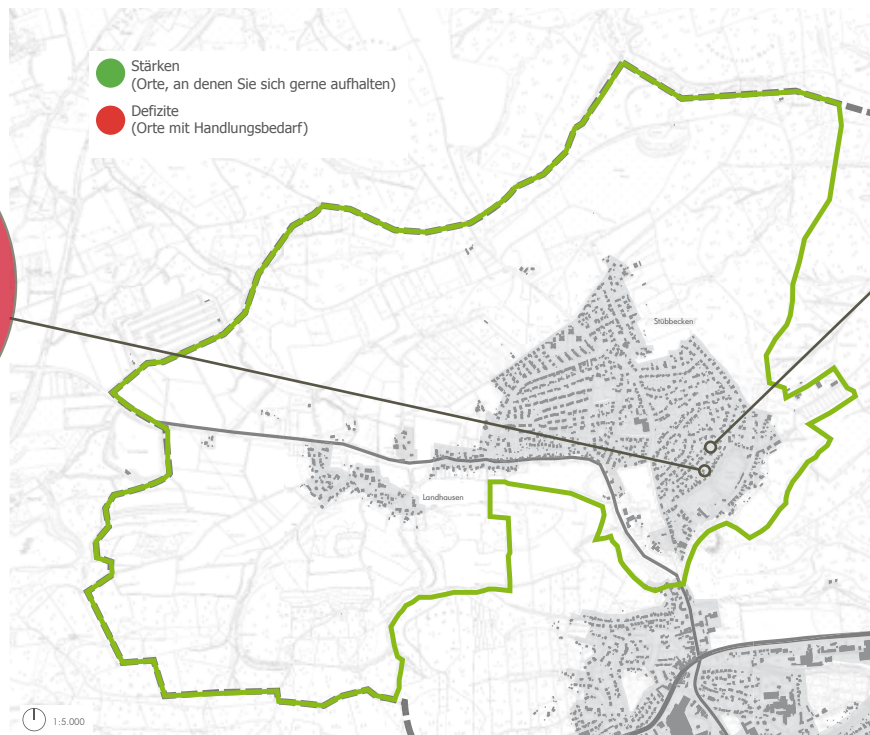 Stärken
(Orte, an denen Sie sich gerne aufhalten)
Defizite
(Orte mit Handlungsbedarf)
Stübbecken
Landhausen
1:5.000